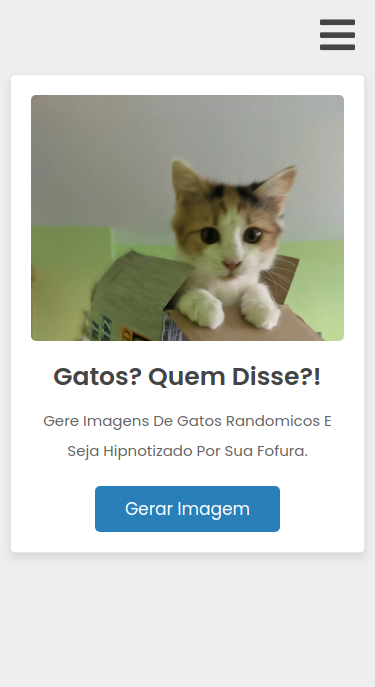 Gatos? Quem Disse?!
Gere Imagens De Gatos Randomicos E
Seja Hipnotizado Por Sua Fofura.
Gerar Imagem